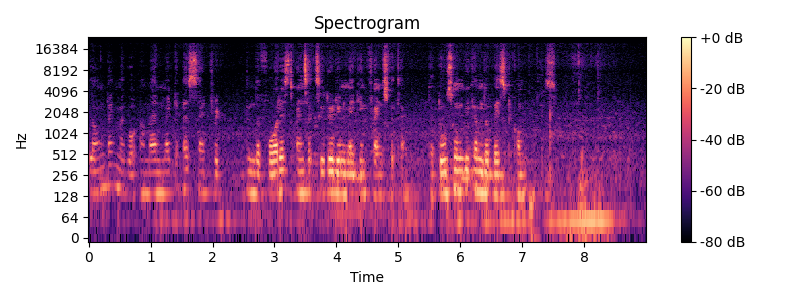 Spectrogram
Hz
16384
8192
4096
2048
1024
512
256
128
64
0
0 1 2 3 4 5 6 7 8
Time
+0 dB
-20 dB
-40 dB
-60 dB
-80 dB